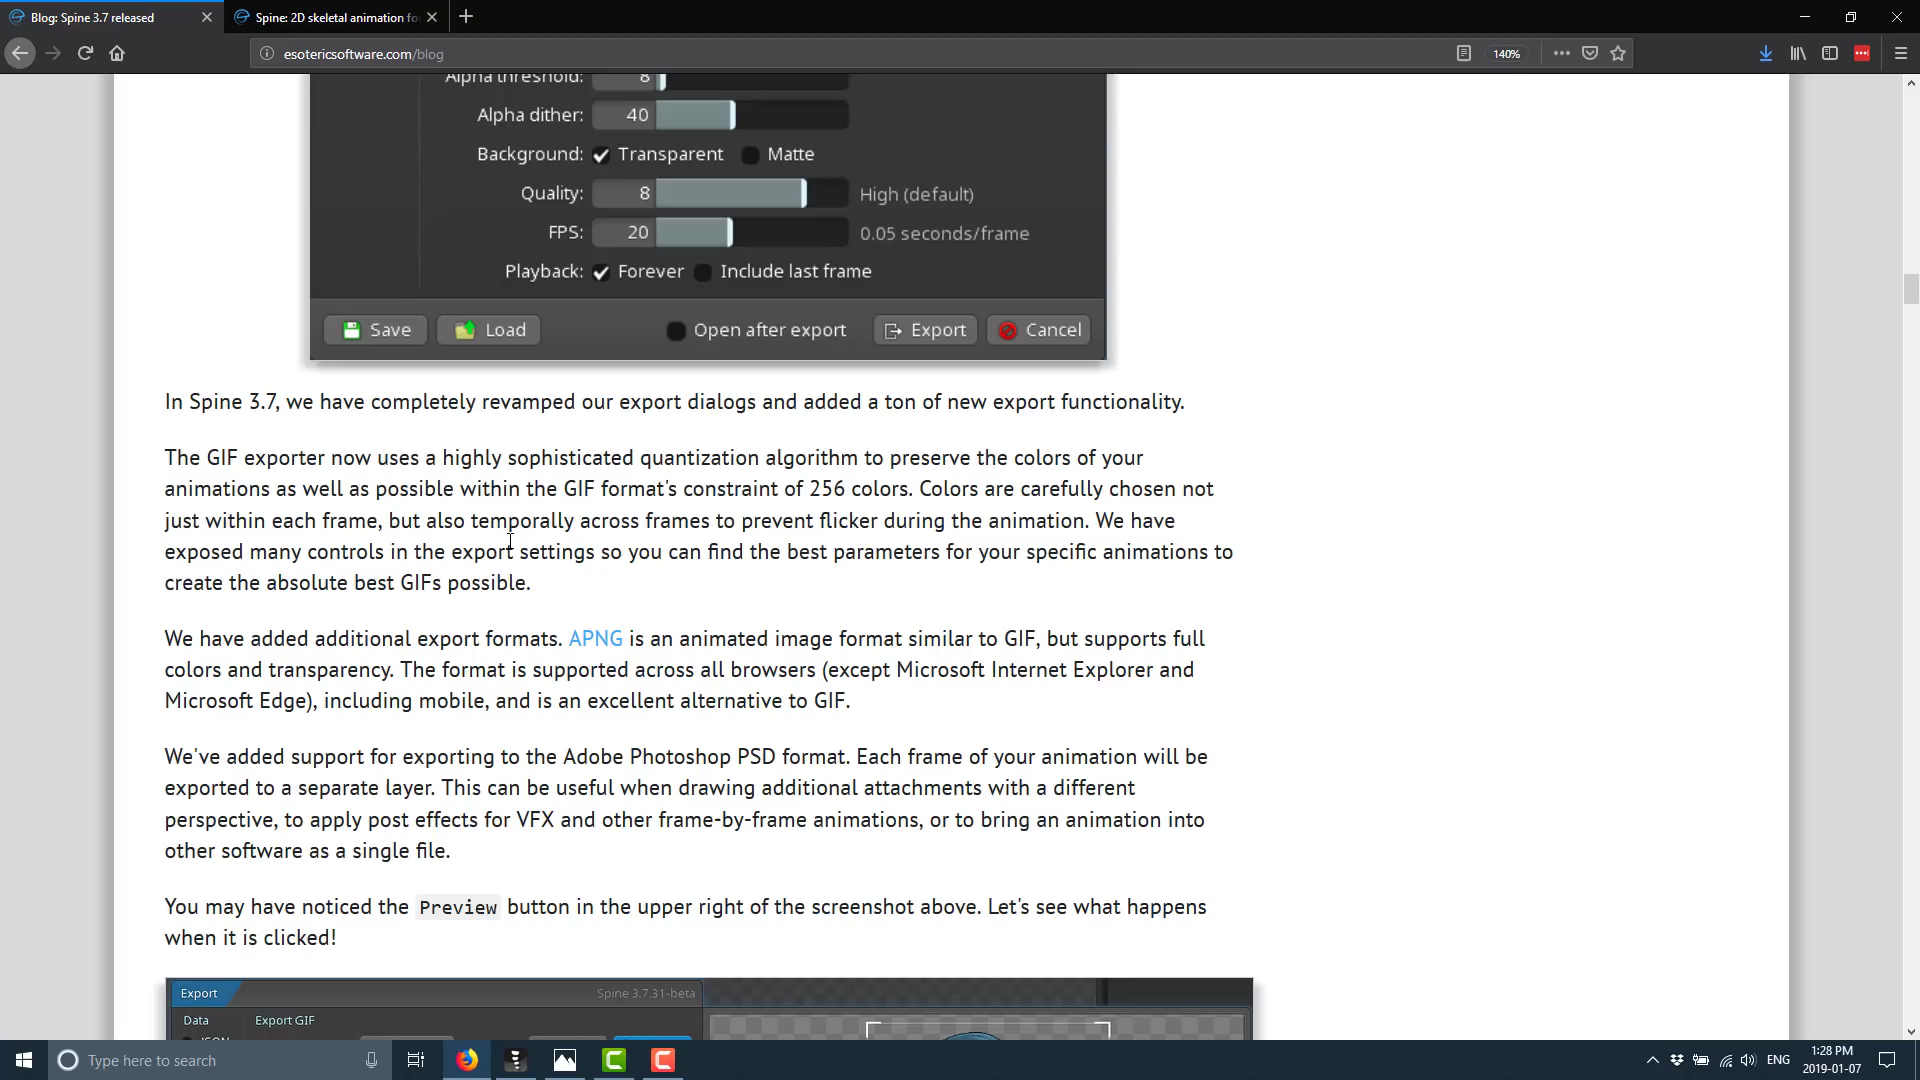 Blog: Spine 3.7 released
Spine: 2D skeletal animation fo
esotericsoftware.com/blog
140%
Alpha threshold: 8
Alpha dither: 40
Background: Transparent Matte
Quality: 8 High (default)
FPS: 20 0.05 seconds/frame
Playback: Forever Include last frame
Save Load Open after export Export Cancel
In Spine 3.7, we have completely revamped our export dialogs and added a ton of new export functionality.
The GIF exporter now uses a highly sophisticated quantization algorithm to preserve the colors of your
animations as well as possible within the GIF format's constraint of 256 colors. Colors are carefully chosen not
just within each frame, but also temporally across frames to prevent flicker during the animation. We have
exposed many controls in the export settings so you can find the best parameters for your specific animations to
create the absolute best GIFs possible.
We have added additional export formats. APNG is an animated image format similar to GIF, but supports full
colors and transparency. The format is supported across all browsers (except Microsoft Internet Explorer and
Microsoft Edge), including mobile, and is an excellent alternative to GIF.
We've added support for exporting to the Adobe Photoshop PSD format. Each frame of your animation will be
exported to a separate layer. This can be useful when drawing additional attachments with a different
perspective, to apply post effects for VFX and other frame-by-frame animations, or to bring an animation into
other software as a single file.
You may have noticed the Preview button in the upper right of the screenshot above. Let's see what happens
when it is clicked!
Export Spine 3.7.31-beta
Data Export GIF
JSON
Type here to search
ENG
1:28 PM
2019-01-07